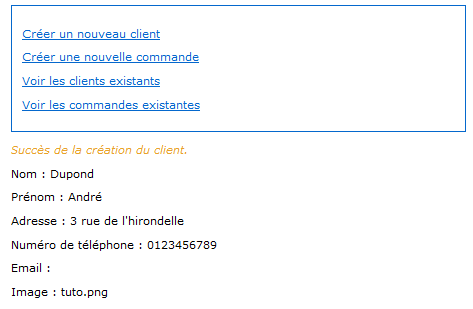 Créer un nouveau client
Créer une nouvelle commande
Voir les clients existants
Voir les commandes existantes
Succès de la création du client.
Nom : Dupond
Prénom : André
Adresse : 3 rue de l'hirondelle
Numéro de téléphone : 0123456789
Email :
Image : tuto.png